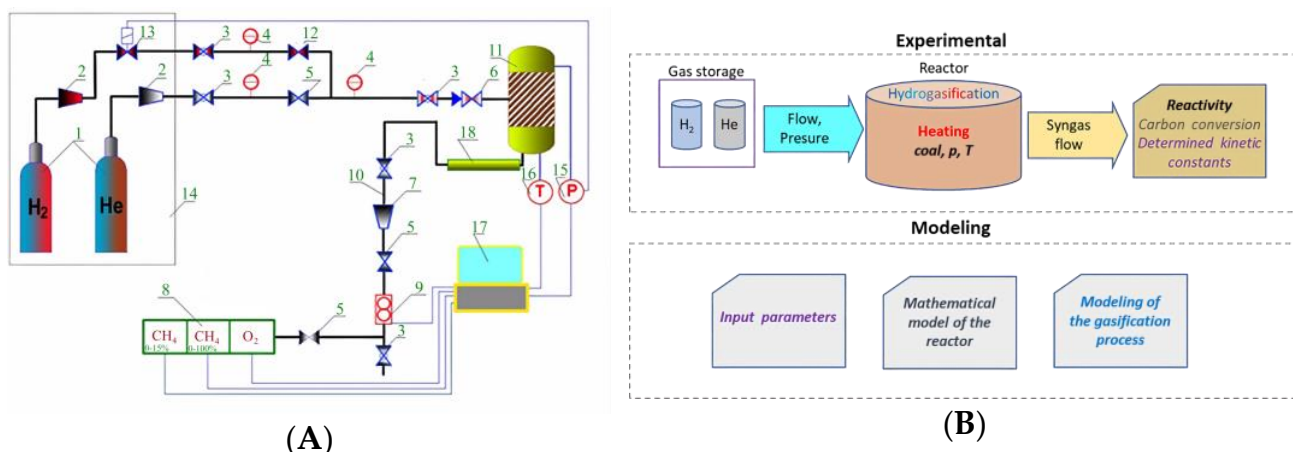 13
3
4
12
4
11
2
2
3
5
4
3
6
1
3
18
16
15
T
P
10
7
H2
He
14
5
17
8
5
9
3
CH4
CH4
O2
0-15%
0-100%
(A)
Experimental
Gas storage
Reactor
Hydrogasification
H2
He
Flow,
Presure
Heating
coal, p, T
Syngas
flow
Reactivity
Carbon conversion
Determined kinetic
constants
Modeling
Input parameters
Mathematical
model of the
reactor
Modeling of
the gasification
process
(B)